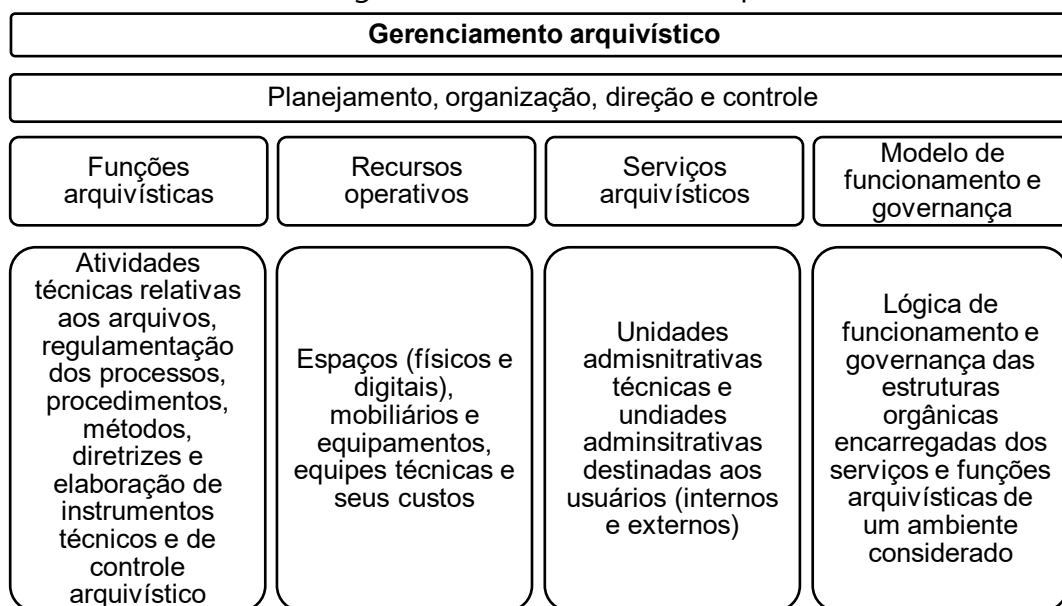 Gerenciamento arquivístico
Planejamento, organização, direção e controle
Funções
arquivísticas
Recursos
operativos
Serviços
arquivísticos
Modelo de
funcionamento e
governança
Atividades
técnicas relativas
aos arquivos,
regulamentação
dos processos,
procedimentos,
métodos,
diretrizes e
elaboração de
instrumentos
técnicos e de
controle
arquivístico
Espaços (físicos e
digitais),
mobiliários e
equipamentos,
equipes técnicas e
seus custos
Unidades
admisnitrativas
técnicas e
undiades
adminsitrativas
destinadas aos
usuários (internos
e externos)
Lógica de
funcionamento e
governança das
estruturas
orgânicas
encarregadas dos
serviços e funções
arquivísticas de
um ambiente
considerado